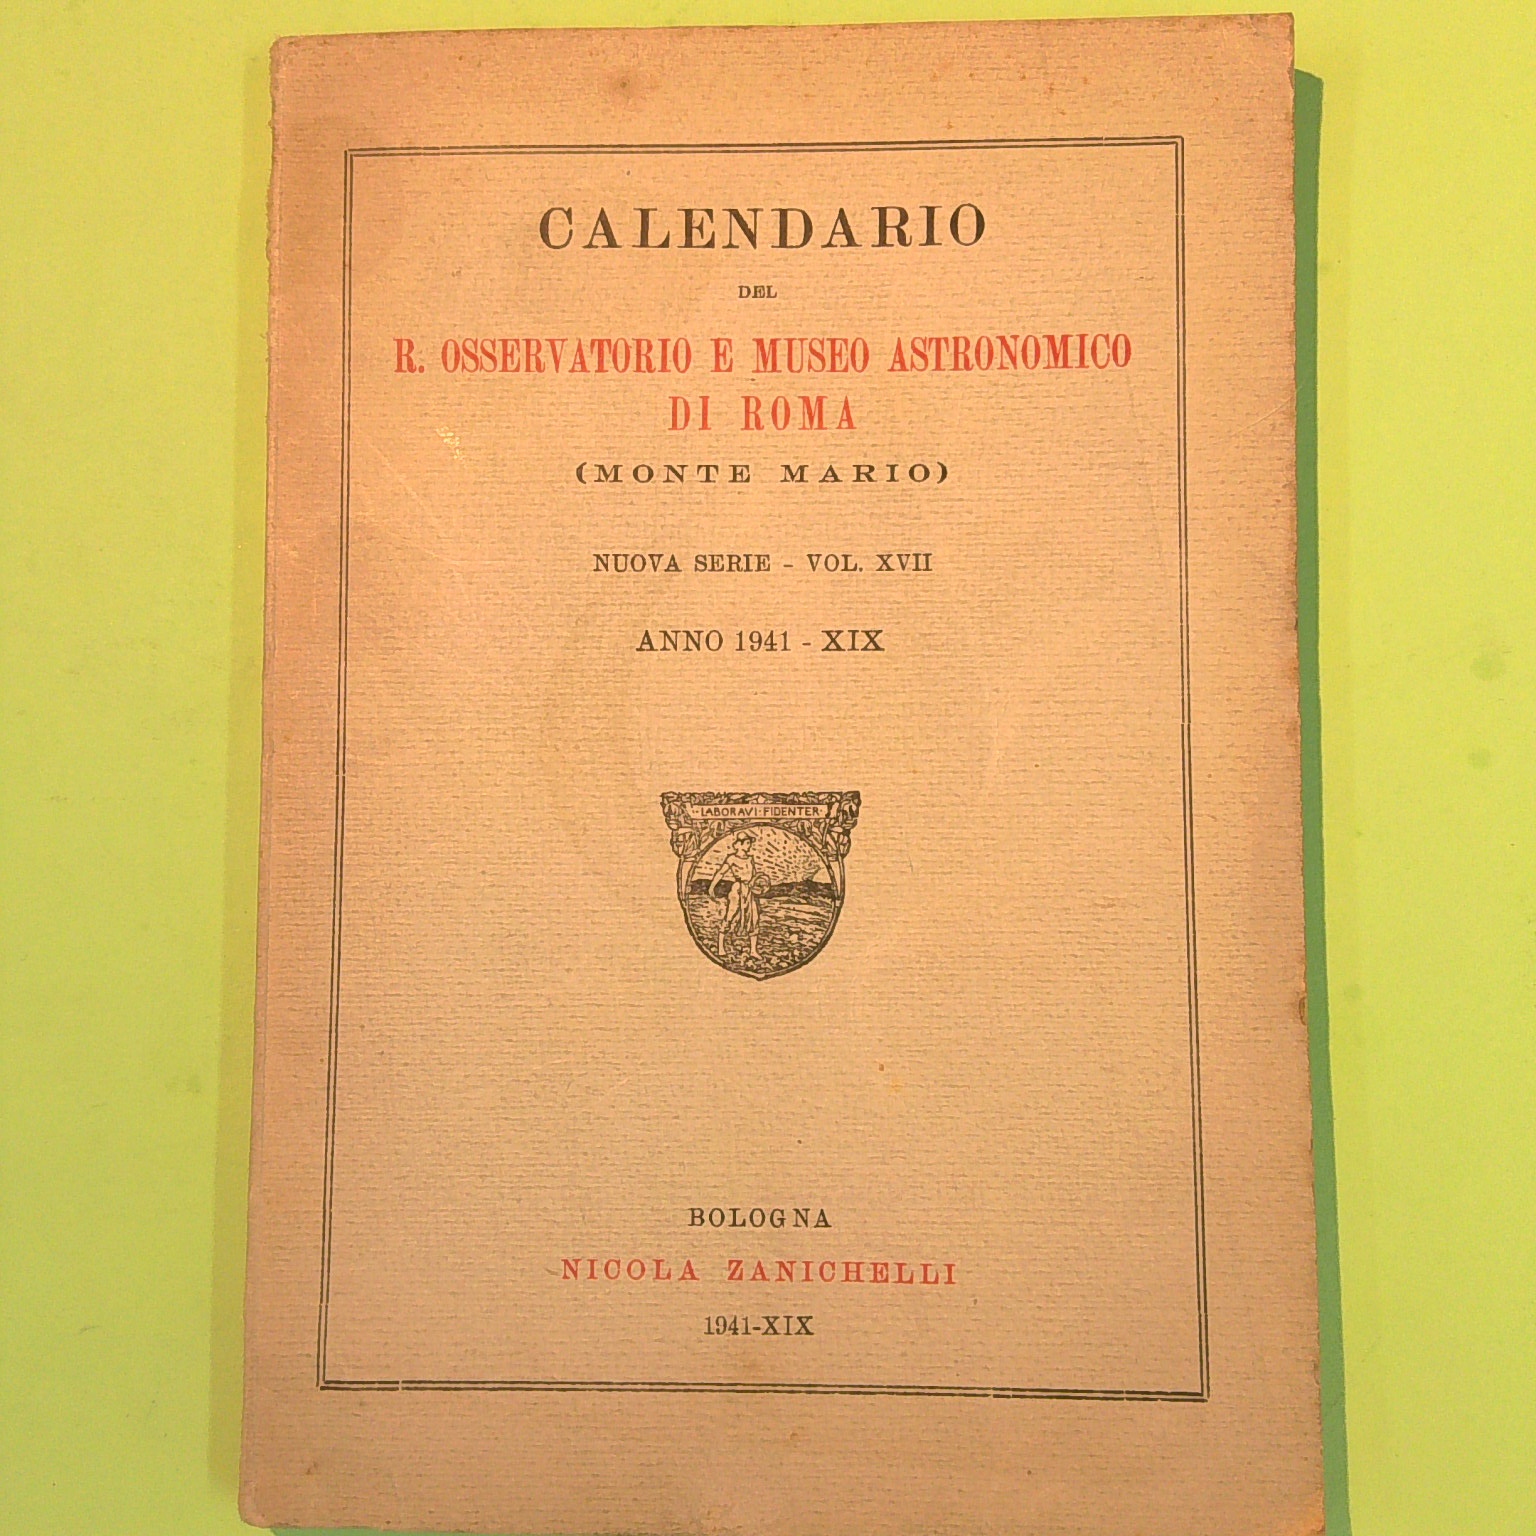 CALENDARIO
DEL
R. OSSERVATORIO E MUSEO ASTRONOMICO
DI ROMA
(MONTE MARIO)
NUOVA SERIE - VOL. XVII
ANNO 1941 - XIX
·LABORAVI·FIDENTER·
BOLOGNA
NICOLA ZANICHELLI
1941-XIX